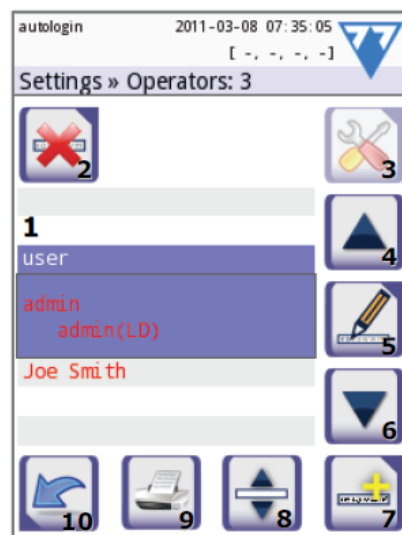 autologin 2011-03-08 07:35:05
[ -, -, -, -]
Settings » Operators: 3
2
3
1
4
user
admin
admin(LD)
5
Joe Smith
6
10
9
8
7